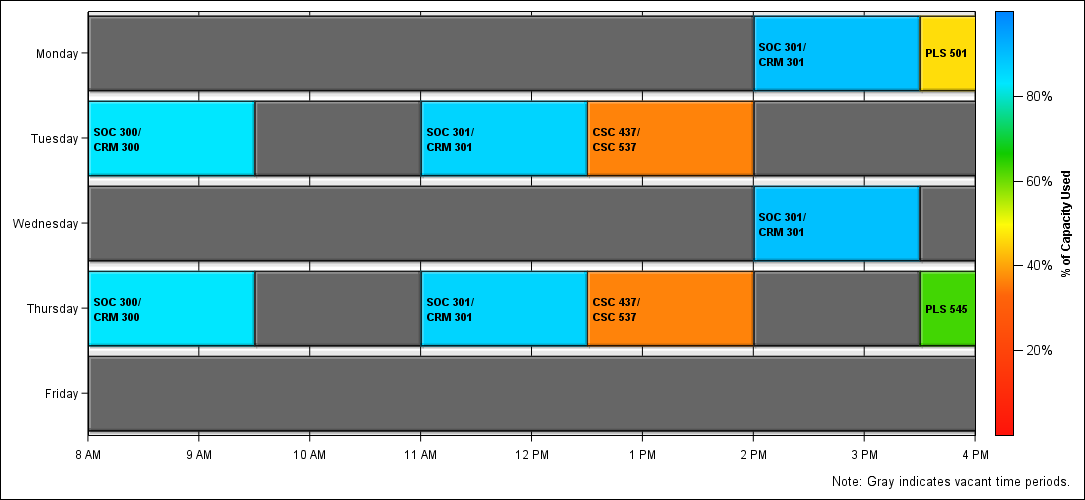 Monday
SOC 301/
CRM 301
PLS 501
Tuesday
SOC 300/
CRM 300
SOC 301/
CRM 301
CSC 437/
CSC 537
Wednesday
SOC 301/
CRM 301
Thursday
SOC 300/
CRM 300
SOC 301/
CRM 301
CSC 437/
CSC 537
PLS 545
Friday
8 AM 9 AM 10 AM 11 AM 12 PM 1 PM 2 PM 3 PM 4 PM
80%
60%
40%
20%
% of Capacity Used
Note: Gray indicates vacant time periods.